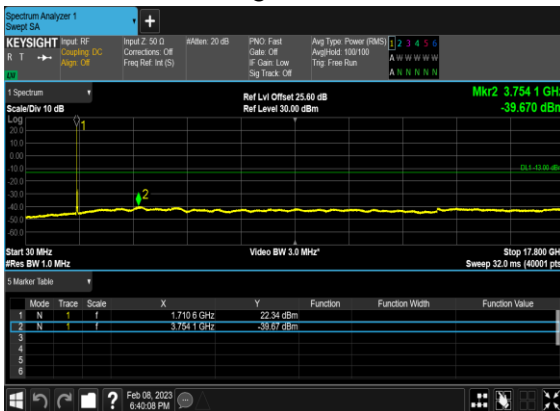 Spectrum Analyzer 1
Swept SA
+
KEYSIGHT Input: RF Input Z: 50 Ω #Atten: 20 dB PNO: Fast Avg Type: Power (RMS) 1 2 3 4 5 6
R T Coupling: DC Corrections: Off Gate: Off Avg|Hold: 100/100 A W W W W W
Align: Off Freq Ref: Int (S) IF Gain: Low Trig: Free Run
LV Sig Track: Off A N N N N N
1 Spectrum Ref Lvl Offset 25.60 dB Mkr2 3.754 1 GHz
Scale/Div 10 dB Ref Level 30.00 dBm -39.670 dBm
Log
20.0
10.0
0.00
-10.0
-20.0
-30.0
-40.0
-50.0
-60.0
1
DL1 -13.00 dB
2
Start 30 MHz Video BW 3.0 MHz* Stop 17.800 GH
#Res BW 1.0 MHz Sweep 32.0 ms (40001 pts
5 Marker Table
Mode Trace Scale X Y Function Function Width Function Value
1 N 1 f 1.710 6 GHz 22.34 dBm
2 N 1 f 3.754 1 GHz -39.67 dBm
3
4
5
6
? Feb 08, 2023
6:40:08 PM